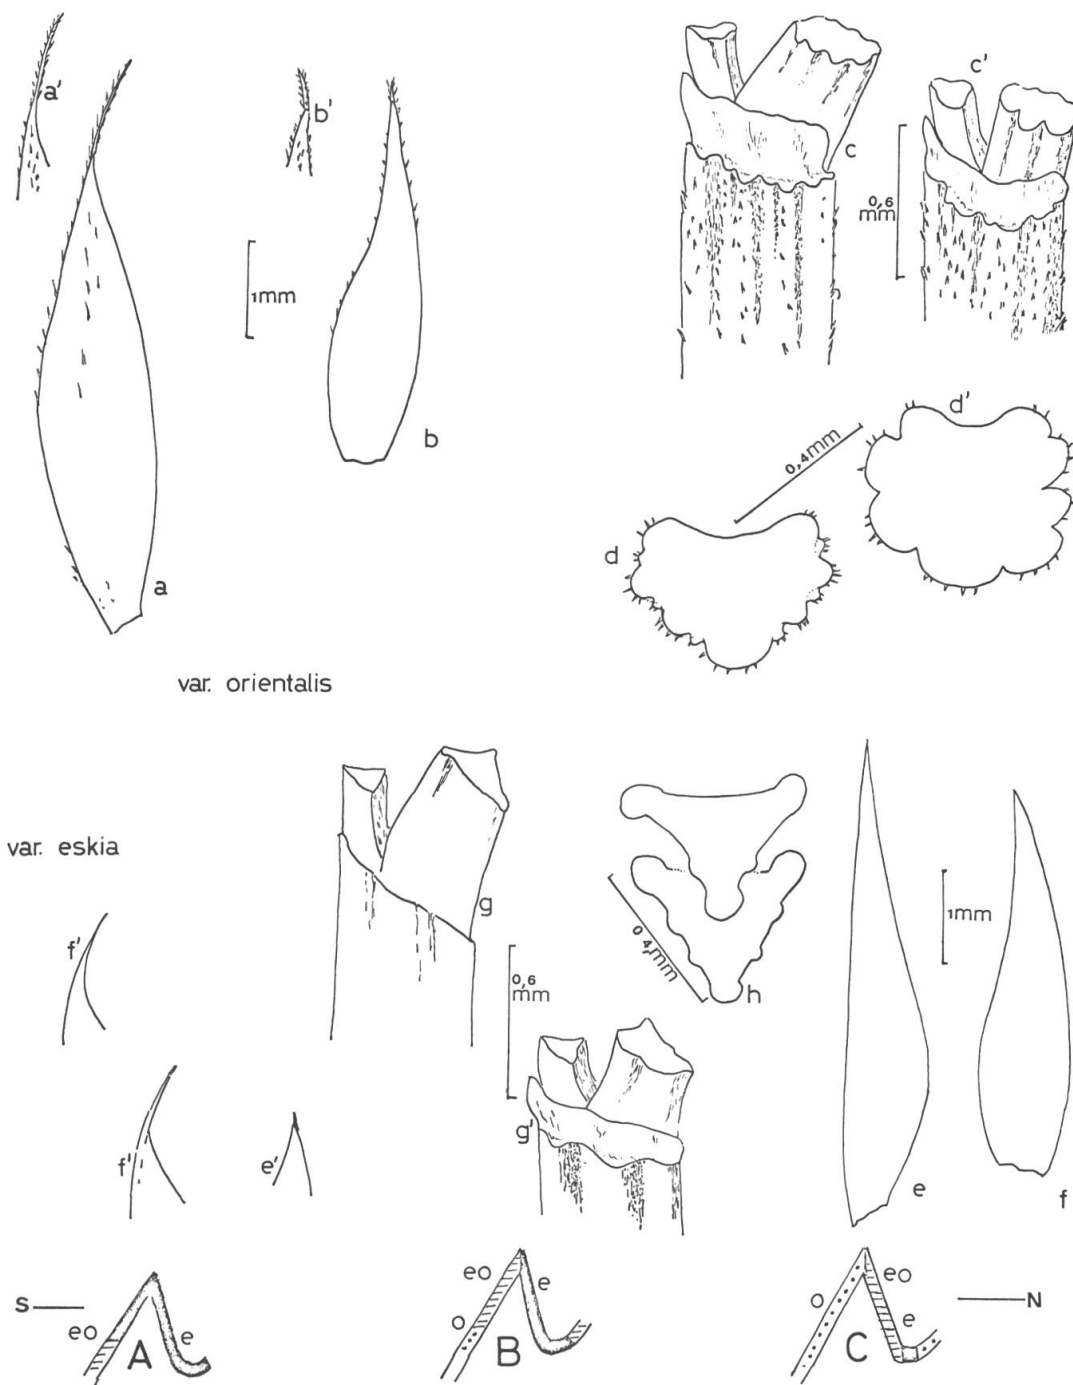 a'
b'
c'
c
0,6
mm
1mm
b
d'
0,4mm
d
a
var. orientalis
var. eskia
g
f'
0,4mm
h
1mm
0,6
mm
g'
f'
e'
e
f
S
eo
A
e
eo
e
o
B
o
eo
e
C
N